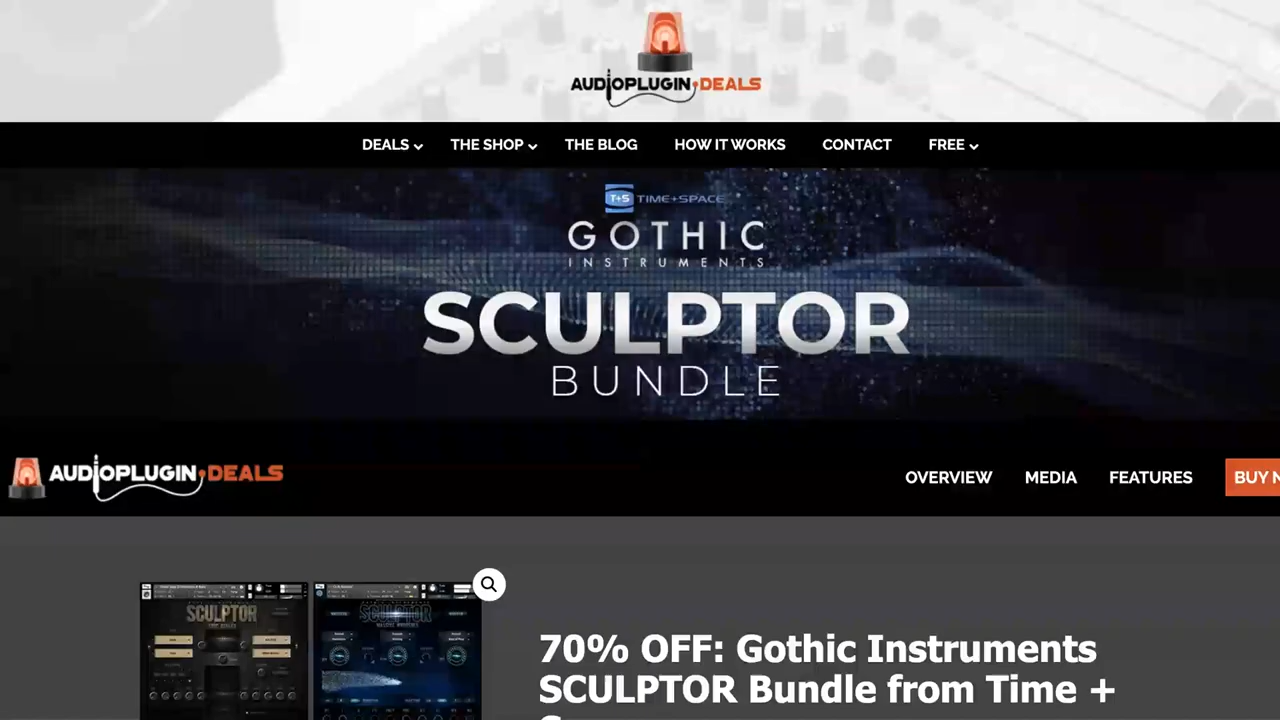 AUDIOPLUGIN.DEALS
DEALS
THE SHOP
THE BLOG
HOW IT WORKS
CONTACT
FREE
T+S TIME+SPACE
GOTHIC
INSTRUMENTS
SCULPTOR
BUNDLE
AUDIOPLUGIN.DEALS
OVERVIEW
MEDIA
FEATURES
BUY N
SCULPTOR
SCULPTOR
70% OFF: Gothic Instruments
SCULPTOR Bundle from Time +